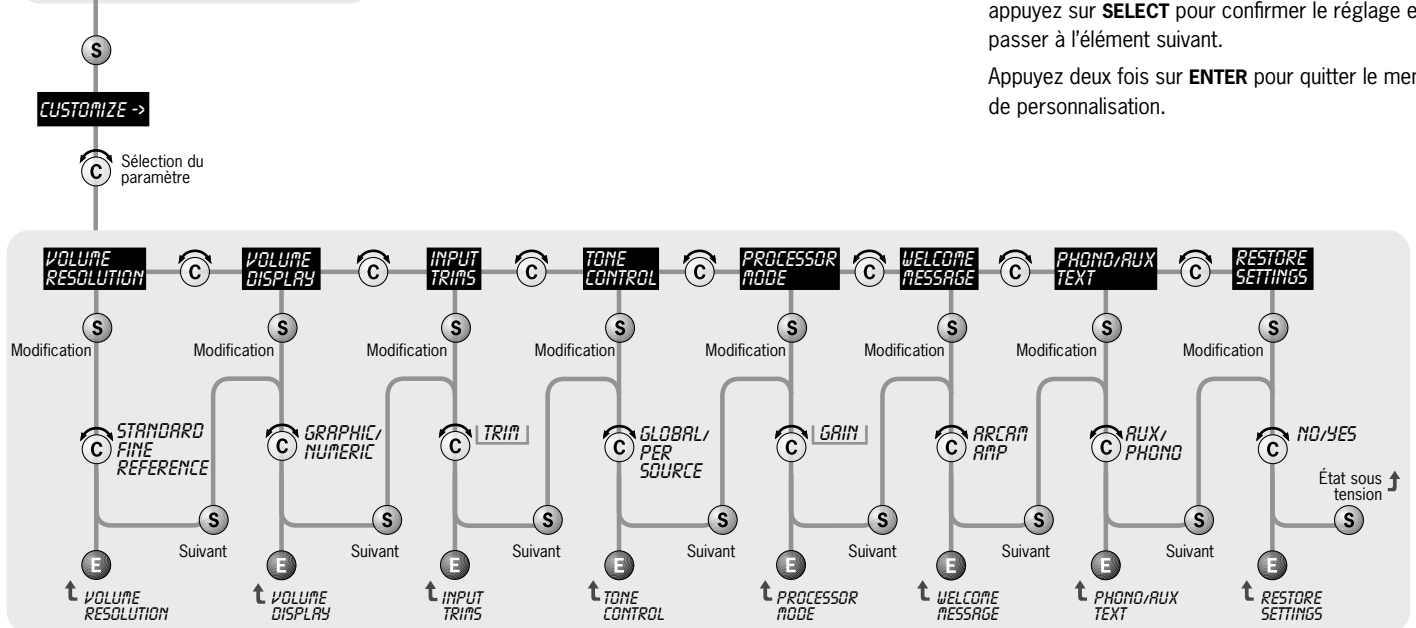 appuyez sur SELECT pour confirmer le réglage e
passer à l'élément suivant.
Appuyez deux fois sur ENTER pour quitter le me
de personnalisation.
S
CUSTOMIZE ->
C
Sélection du
paramètre
VOLUME
RESOLUTION
C
VOLUME
DISPLAY
C
INPUT
TRIMS
C
TONE
CONTROL
C
PROCESSOR
MODE
C
WELCOME
MESSAGE
C
PHONO/AUX
TEXT
C
RESTORE
SETTINGS
S
S
S
S
S
S
S
S
Modification
Modification
Modification
Modification
Modification
Modification
Modification
Modification
C
STANDARD
FINE
REFERENCE
C
GRAPHIC/
NUMERIC
C
TRIM
C
GLOBAL/
PER
SOURCE
C
GAIN
C
ARCAM
AMP
C
AUX/
PHONO
C
NO/YES
État sous
tension
S
S
S
S
S
S
S
S
Suivant
Suivant
Suivant
Suivant
Suivant
Suivant
Suivant
E
E
E
E
E
E
E
E
VOLUME
RESOLUTION
VOLUME
DISPLAY
INPUT
TRIMS
TONE
CONTROL
PROCESSOR
MODE
WELCOME
MESSAGE
PHONO/AUX
TEXT
RESTORE
SETTINGS